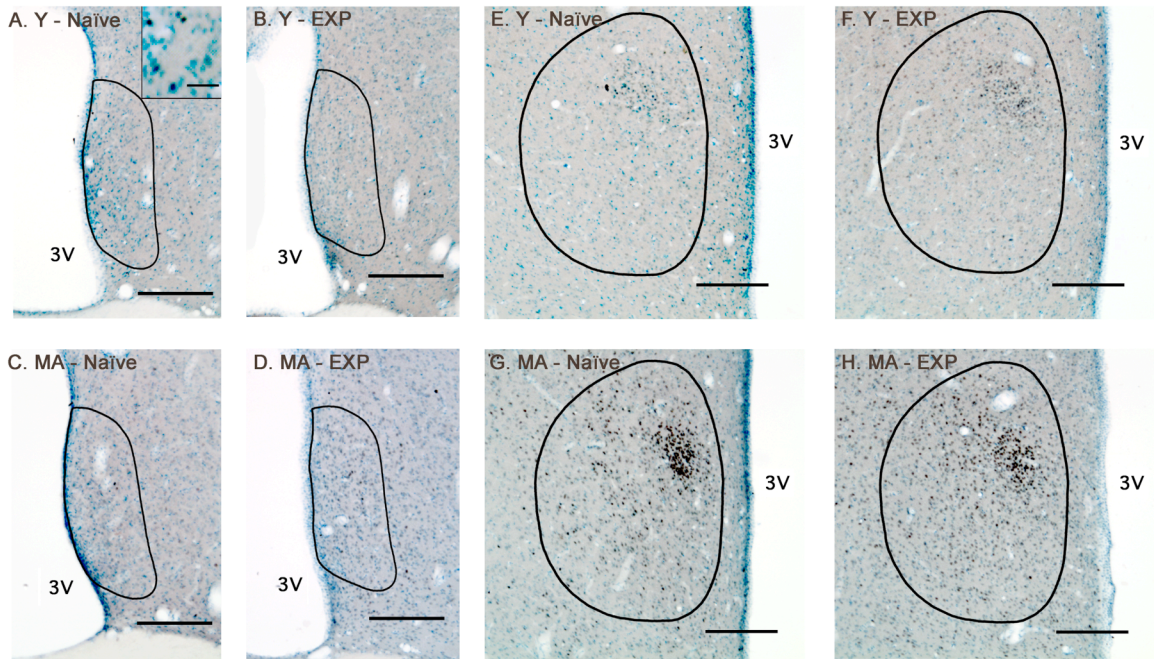 A. Y - Naïve
B. Y - EXP
E. Y - Naïve
F. Y - EXP
3V
3V
3V
3V
C. MA - Naïve
D. MA - EXP
G. MA - Naïve
H. MA - EXP
3V
3V
3V
3V